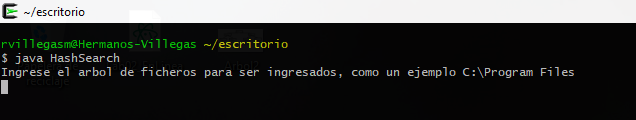 ~/escritorio
rvillegasm@Hermanos-Villegas ~/escritorio
$ java HashSearch
Ingrese el arbol de ficheros para ser ingresados, como un ejemplo C:\Program Files